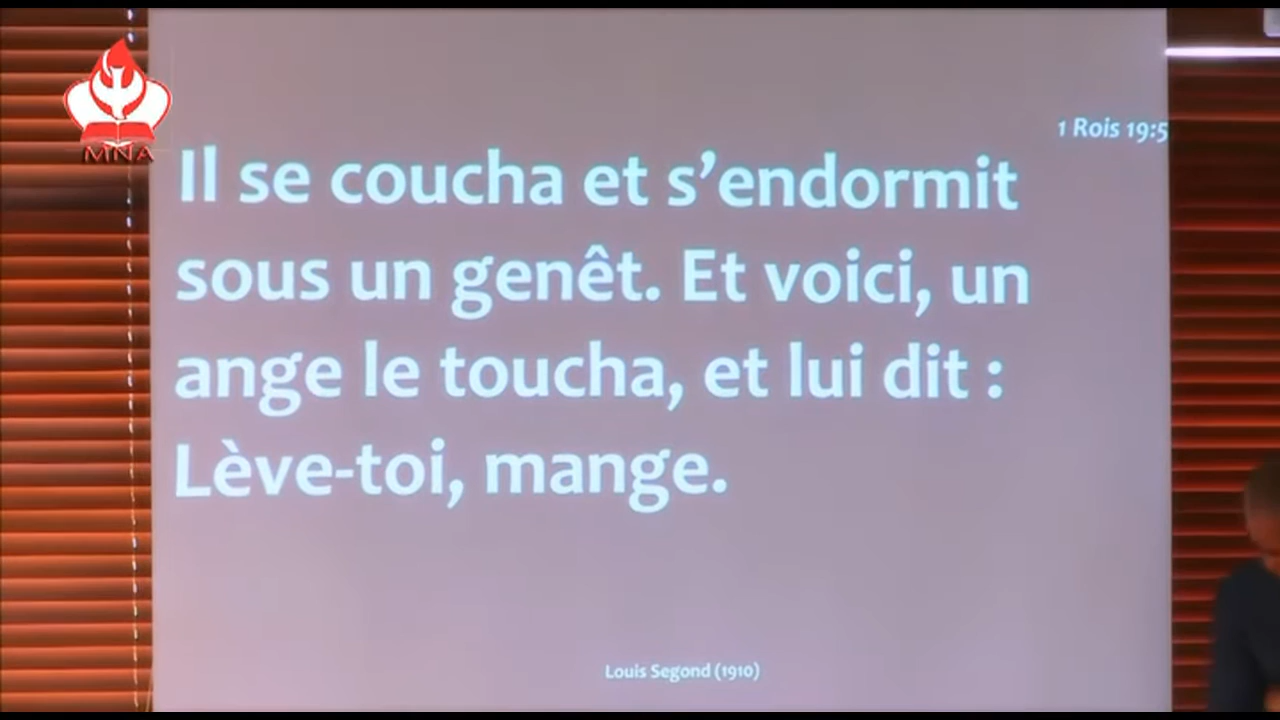 MNA
1 Rois 19:5
Il se coucha et s’endormit
sous un genêt. Et voici, un
ange le toucha, et lui dit :
Lève-toi, mange.
Louis Segond (1910)